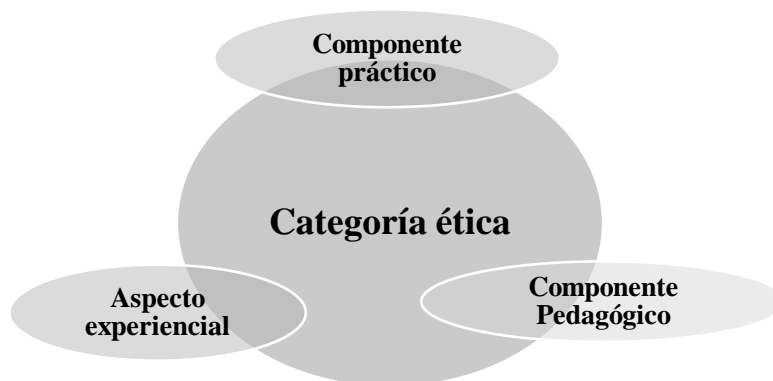 Componente
práctico
Categoría ética
Aspecto
experiencial
Componente
Pedagógico